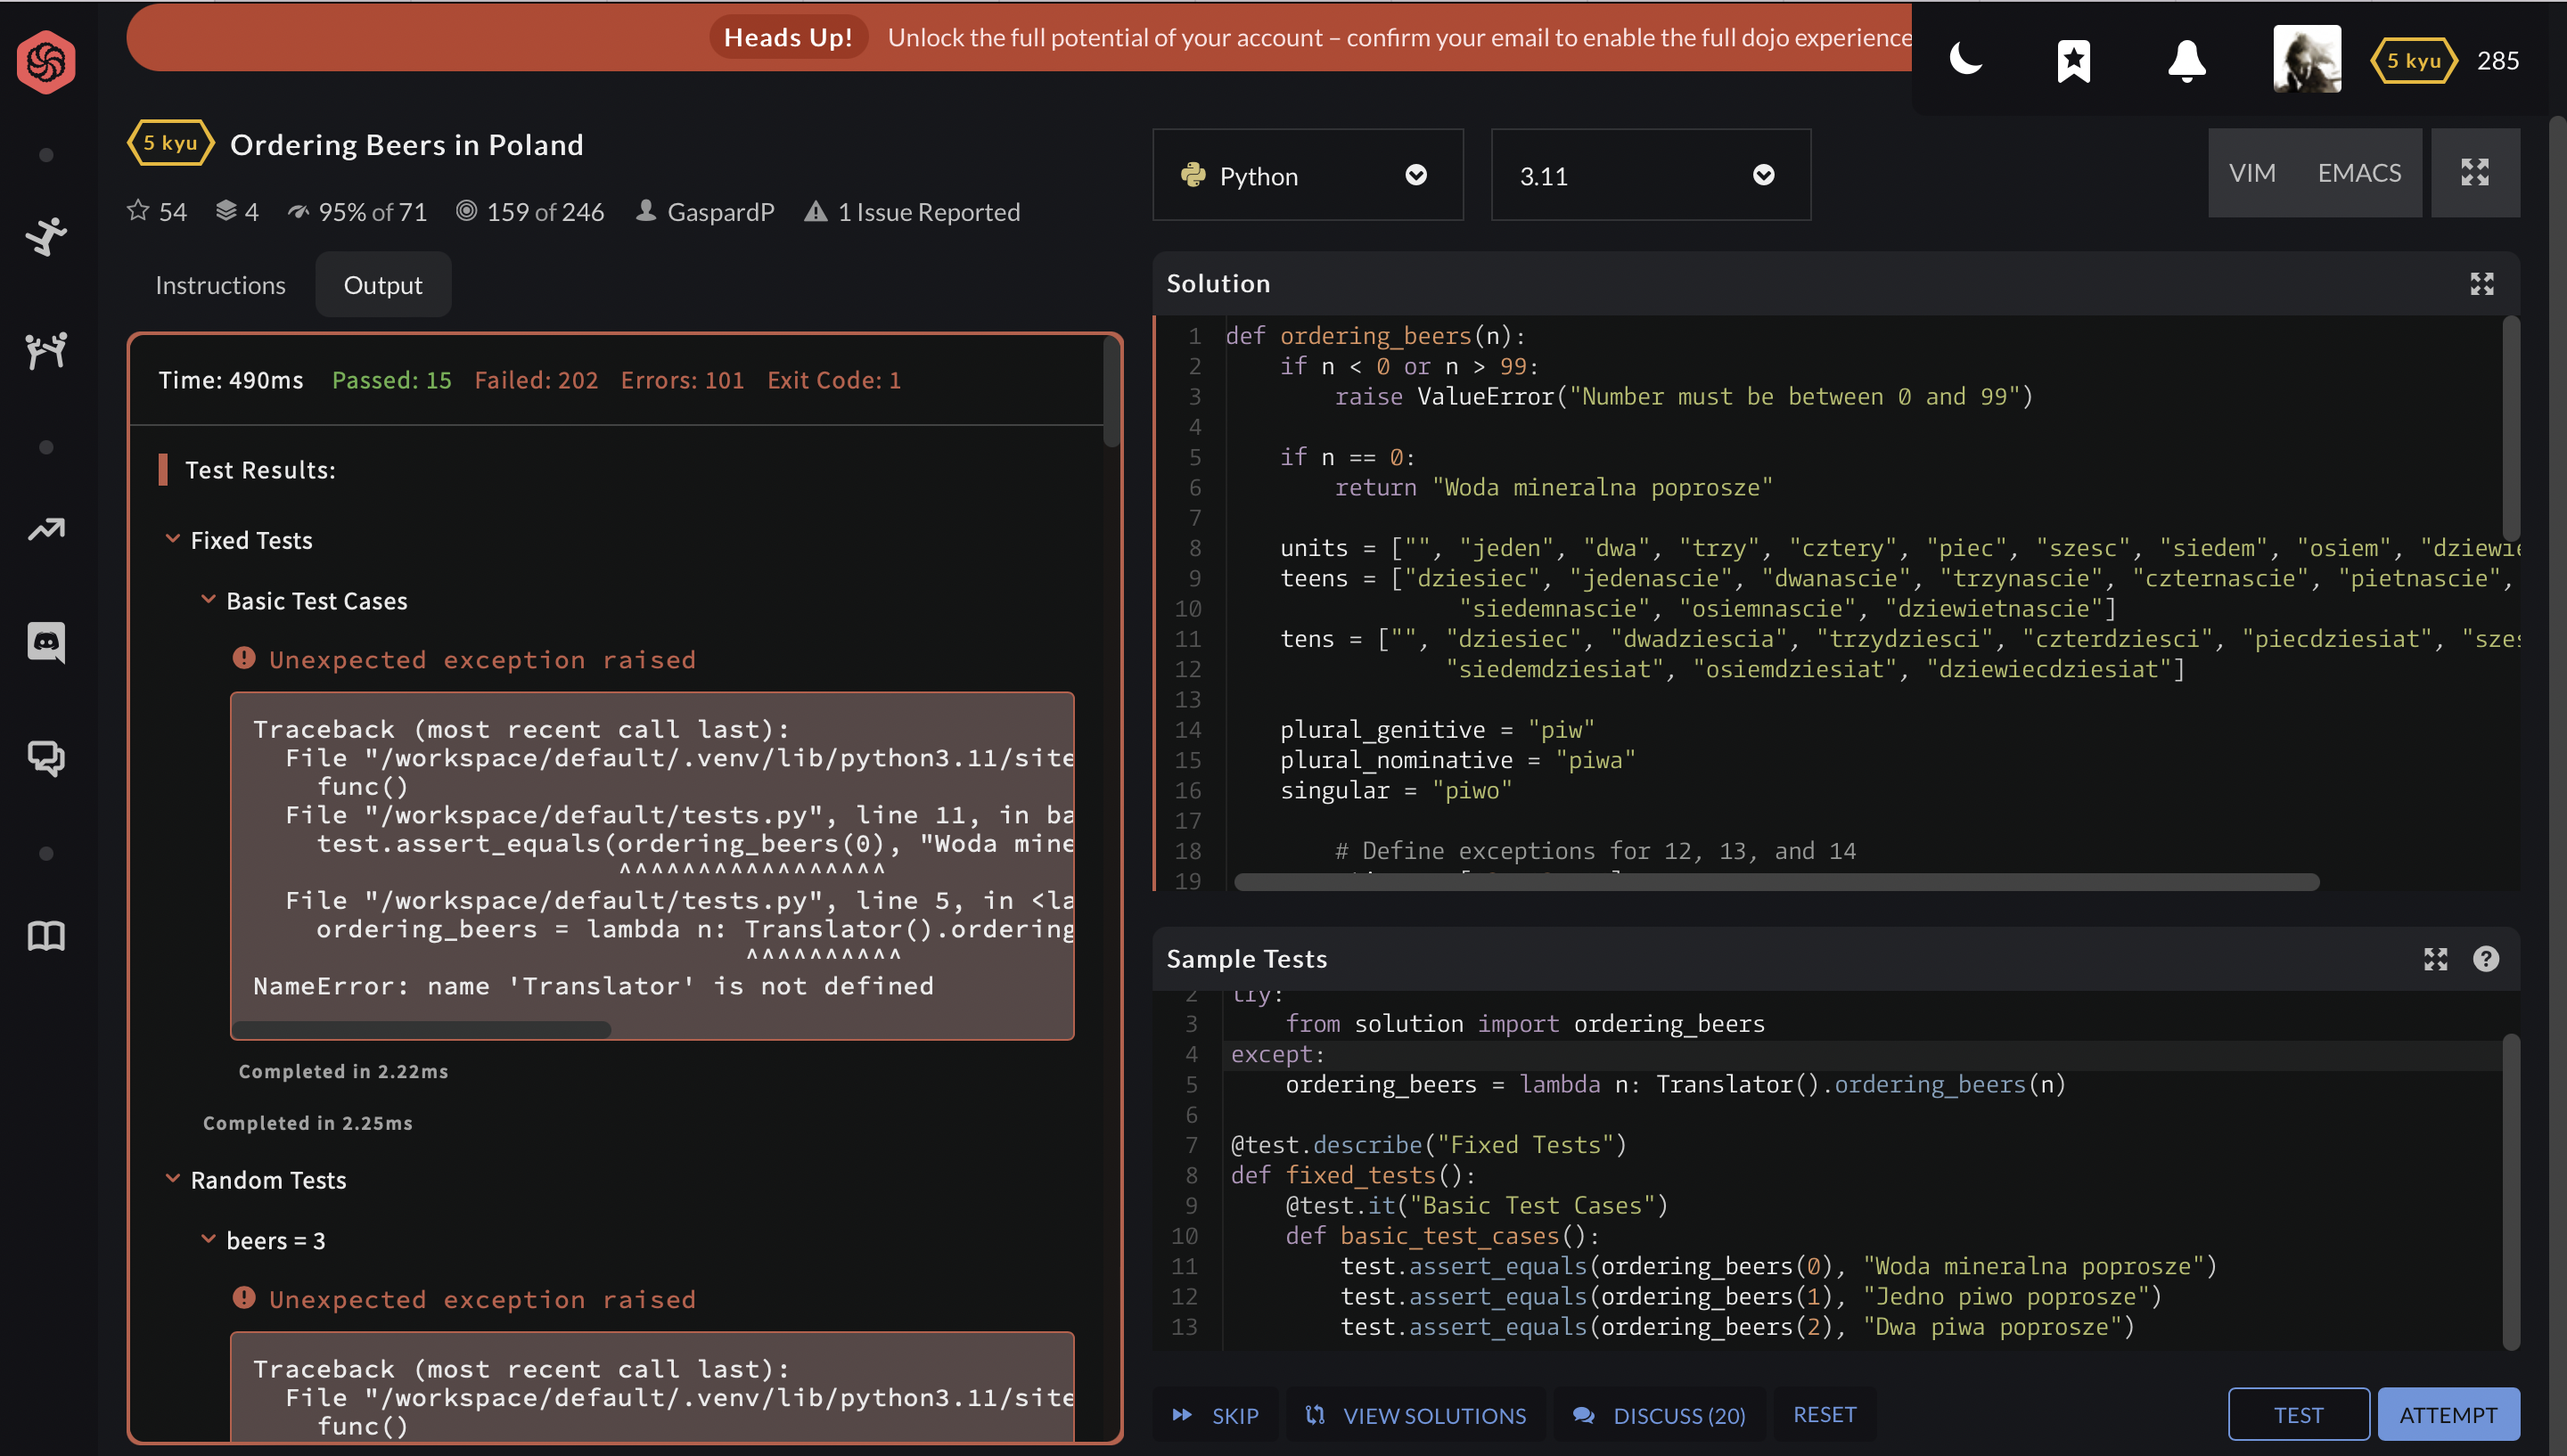 Heads Up! Unlock the full potential of your account – confirm your email to enable the full dojo experience
5 kyu 285
5 kyu Ordering Beers in Poland
54 4 95% of 71 159 of 246 GaspardP 1 Issue Reported
Instructions Output
Time: 490ms Passed: 15 Failed: 202 Errors: 101 Exit Code: 1
Test Results:
Fixed Tests
Basic Test Cases
Unexpected exception raised
Traceback (most recent call last):
File "/workspace/default/.venv/lib/python3.11/site
func()
File "/workspace/default/tests.py", line 11, in ba
test.assert_equals(ordering_beers(0), "Woda mine
^^^^^^^^^^^^^^^^^
File "/workspace/default/tests.py", line 5, in <la
ordering_beers = lambda n: Translator().ordering
^^^^^^^^^^
NameError: name 'Translator' is not defined
Completed in 2.22ms
Completed in 2.25ms
Random Tests
beers = 3
Unexpected exception raised
Traceback (most recent call last):
File "/workspace/default/.venv/lib/python3.11/site
func()
Python 3.11 VIM EMACS
Solution
1 def ordering_beers(n):
2 if n < 0 or n > 99:
3 raise ValueError("Number must be between 0 and 99")
4
5 if n == 0:
6 return "Woda mineralna poprosze"
7
8 units = ["", "jeden", "dwa", "trzy", "cztery", "piec", "szesc", "siedem", "osiem", "dziewie
9 teens = ["dziesiec", "jedenascie", "dwanascie", "trzynascie", "czternascie", "pietnascie",
10 "siedemnascie", "osiemnascie", "dziewietnascie"]
11 tens = ["", "dziesiec", "dwadziescia", "trzydziesci", "czterdziesci", "piecdziesiat", "szes
12 "siedemdziesiat", "osiemdziesiat", "dziewiecdziesiat"]
13
14 plural_genitive = "piw"
15 plural_nominative = "piwa"
16 singular = "piwo"
17
18 # Define exceptions for 12, 13, and 14
19
Sample Tests
2 try:
3 from solution import ordering_beers
4 except:
5 ordering_beers = lambda n: Translator().ordering_beers(n)
6
7 @test.describe("Fixed Tests")
8 def fixed_tests():
9 @test.it("Basic Test Cases")
10 def basic_test_cases():
11 test.assert_equals(ordering_beers(0), "Woda mineralna poprosze")
12 test.assert_equals(ordering_beers(1), "Jedno piwo poprosze")
13 test.assert_equals(ordering_beers(2), "Dwa piwa poprosze")
SKIP VIEW SOLUTIONS DISCUSS (20) RESET TEST ATTEMPT